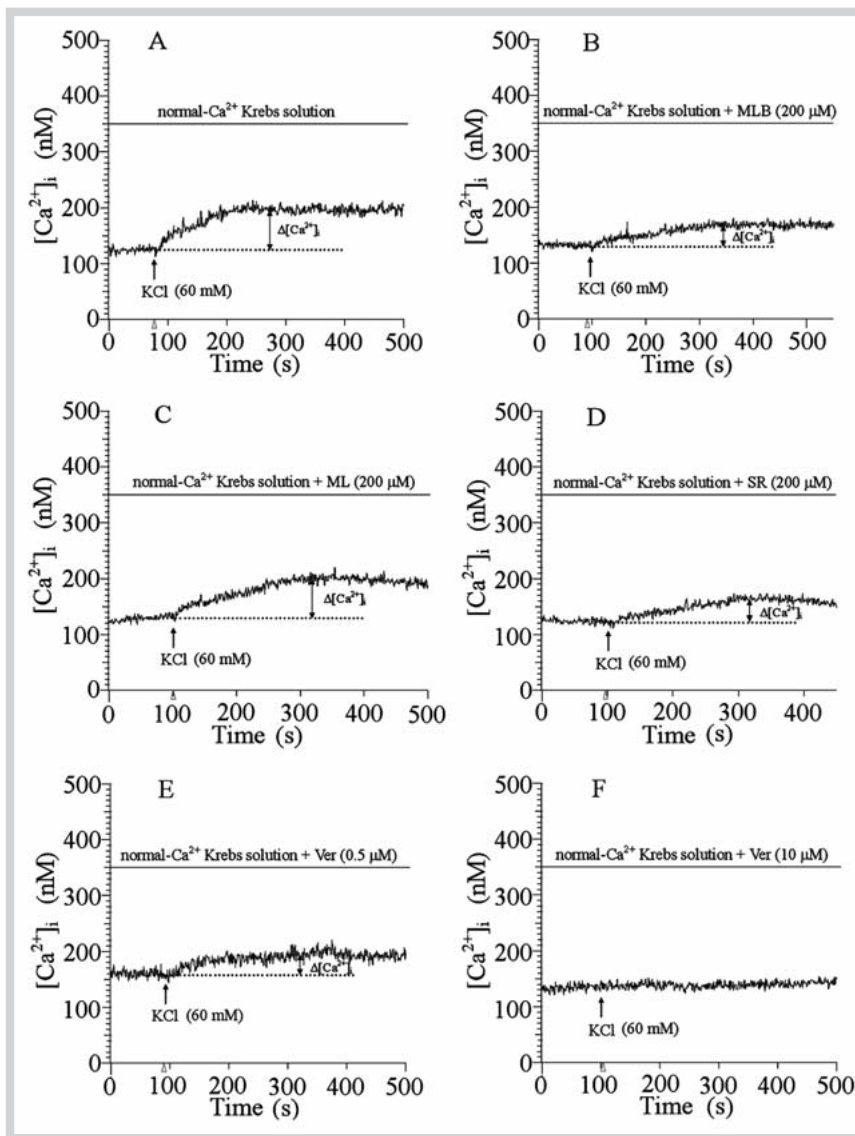 A
500
400
300
200
100
0
[Ca²⁺]ᵢ (nM)
normal-Ca²⁺ Krebs solution
Δ[Ca²⁺]ᵢ
KCl (60 mM)
0 100 200 300 400 500
Time (s)
B
500
400
300
200
100
0
[Ca²⁺]ᵢ (nM)
normal-Ca²⁺ Krebs solution + MLB (200 μM)
Δ[Ca²⁺]ᵢ
KCl (60 mM)
0 100 200 300 400 500
Time (s)
C
500
400
300
200
100
0
[Ca²⁺]ᵢ (nM)
normal-Ca²⁺ Krebs solution + ML (200 μM)
Δ[Ca²⁺]ᵢ
KCl (60 mM)
0 100 200 300 400 500
Time (s)
D
500
400
300
200
100
0
[Ca²⁺]ᵢ (nM)
normal-Ca²⁺ Krebs solution + SR (200 μM)
Δ[Ca²⁺]ᵢ
KCl (60 mM)
0 100 200 300 400
Time (s)
E
500
400
300
200
100
0
[Ca²⁺]ᵢ (nM)
normal-Ca²⁺ Krebs solution + Ver (0.5 μM)
Δ[Ca²⁺]ᵢ
KCl (60 mM)
0 100 200 300 400 500
Time (s)
F
500
400
300
200
100
0
[Ca²⁺]ᵢ (nM)
normal-Ca²⁺ Krebs solution + Ver (10 μM)
KCl (60 mM)
0 100 200 300 400 500
Time (s)